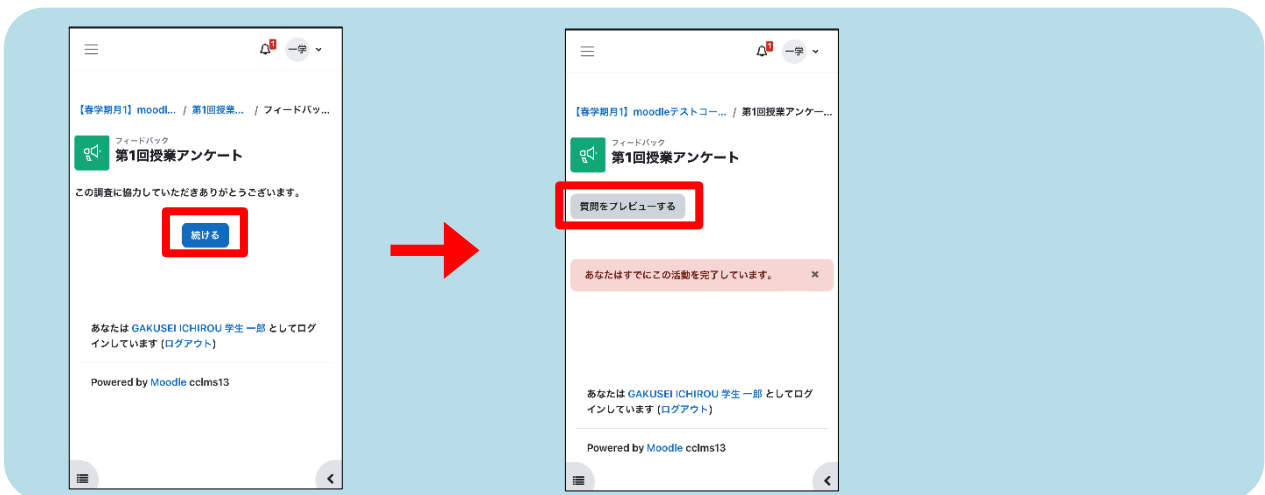 1 一学
【春学期月1】moodl... / 第1回授業... / フィードバッ...
フィードバック
第1回授業アンケート
この調査に協力していただきありがとうございます。
続ける
あなたは GAKUSEI ICHIROU 学生 一郎 としてログ
インしています (ログアウト)
Powered by Moodle cclms13
1 一学
【春学期月1】moodleテストコー... / 第1回授業アンケー...
フィードバック
第1回授業アンケート
質問をプレビューする
あなたはすでにこの活動を完了しています。 ×
あなたは GAKUSEI ICHIROU 学生 一郎 としてログ
インしています (ログアウト)
Powered by Moodle cclms13